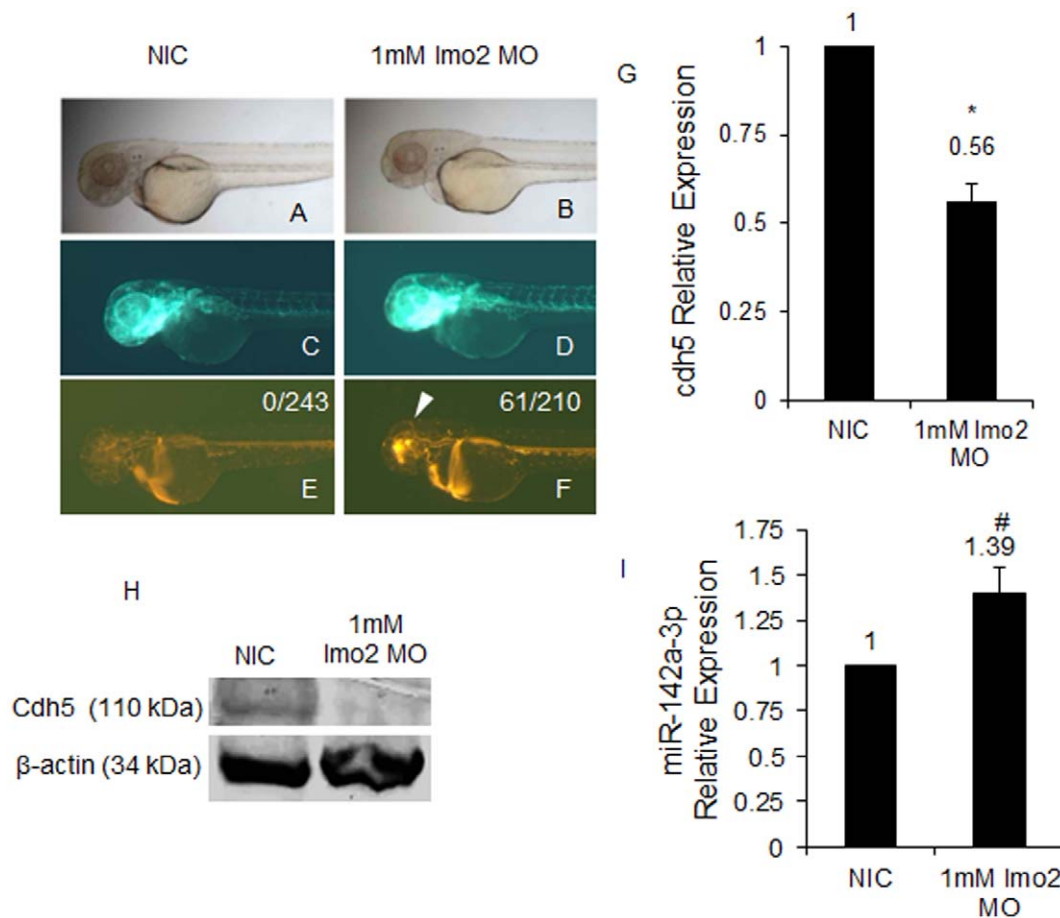 NIC
1mM lmo2 MO
A
B
C
D
0/243
E
61/210
F
G
cdh5 Relative Expression
1
0.75
0.5
0.25
0
1
*
0.56
NIC
1mM lmo2
MO
H
NIC
1mM
lmo2 MO
Cdh5 (110 kDa)
β-actin (34 kDa)
I
miR-142a-3p
Relative Expression
1.75
1.5
1.25
1
0.75
0.5
0.25
0
1
#
1.39
NIC
1mM lmo2
MO